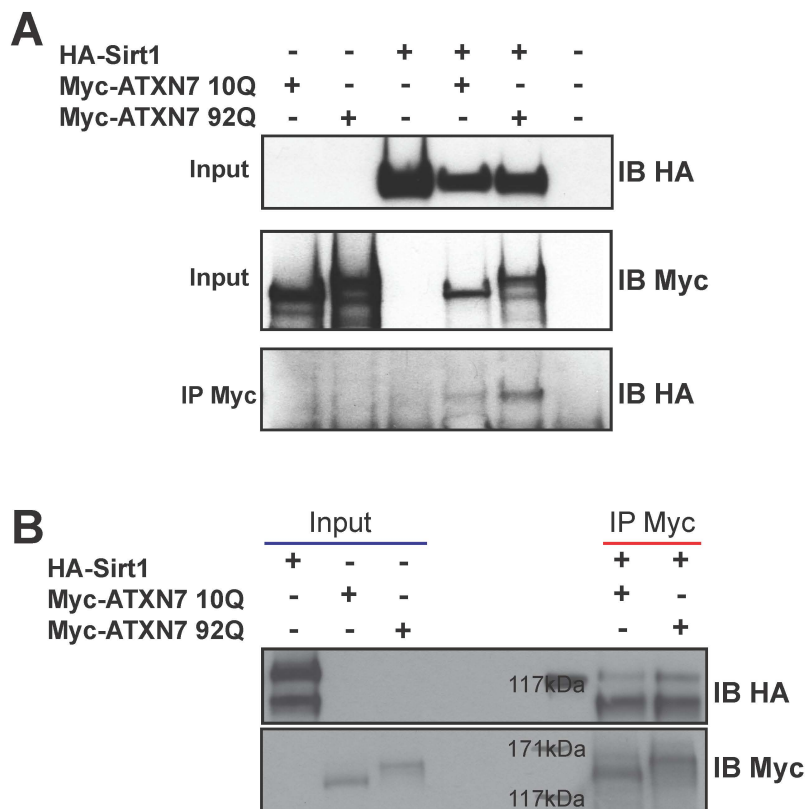 A
HA-Sirt1 - - + + + -
Myc-ATXN7 10Q + - - + - -
Myc-ATXN7 92Q - + - - + -
Input IB HA
Input IB Myc
IP Myc IB HA
B
Input IP Myc
HA-Sirt1 + - - + +
Myc-ATXN7 10Q - + - + -
Myc-ATXN7 92Q - - + - +
117kDa IB HA
171kDa IB Myc
117kDa